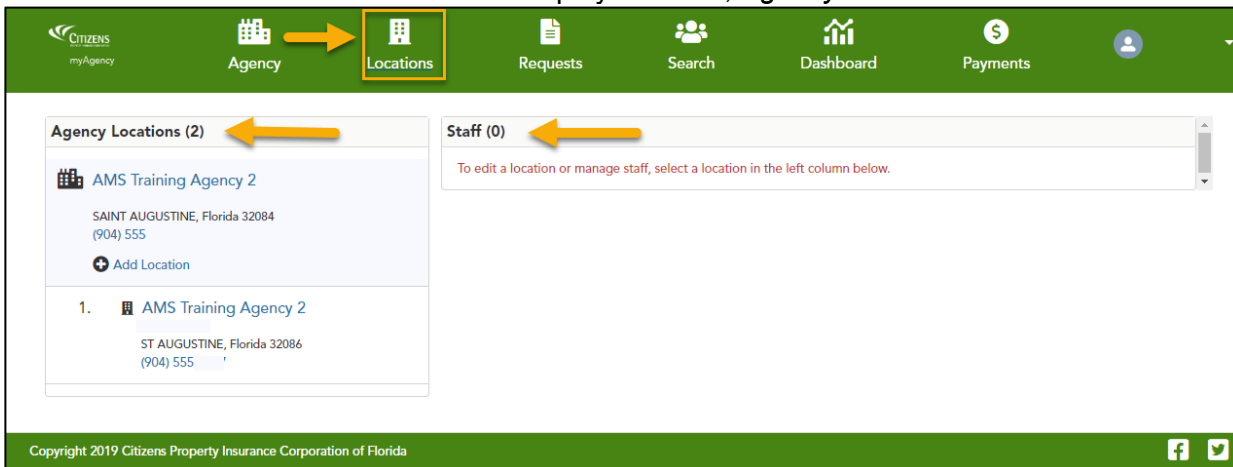 CITIZENS
myAgency
Agency
Locations
Requests
Search
Dashboard
Payments
Agency Locations (2)
AMS Training Agency 2
SAINT AUGUSTINE, Florida 32084
(904) 555
Add Location
1. AMS Training Agency 2
ST AUGUSTINE, Florida 32086
(904) 555
Staff (0)
To edit a location or manage staff, select a location in the left column below.
Copyright 2019 Citizens Property Insurance Corporation of Florida